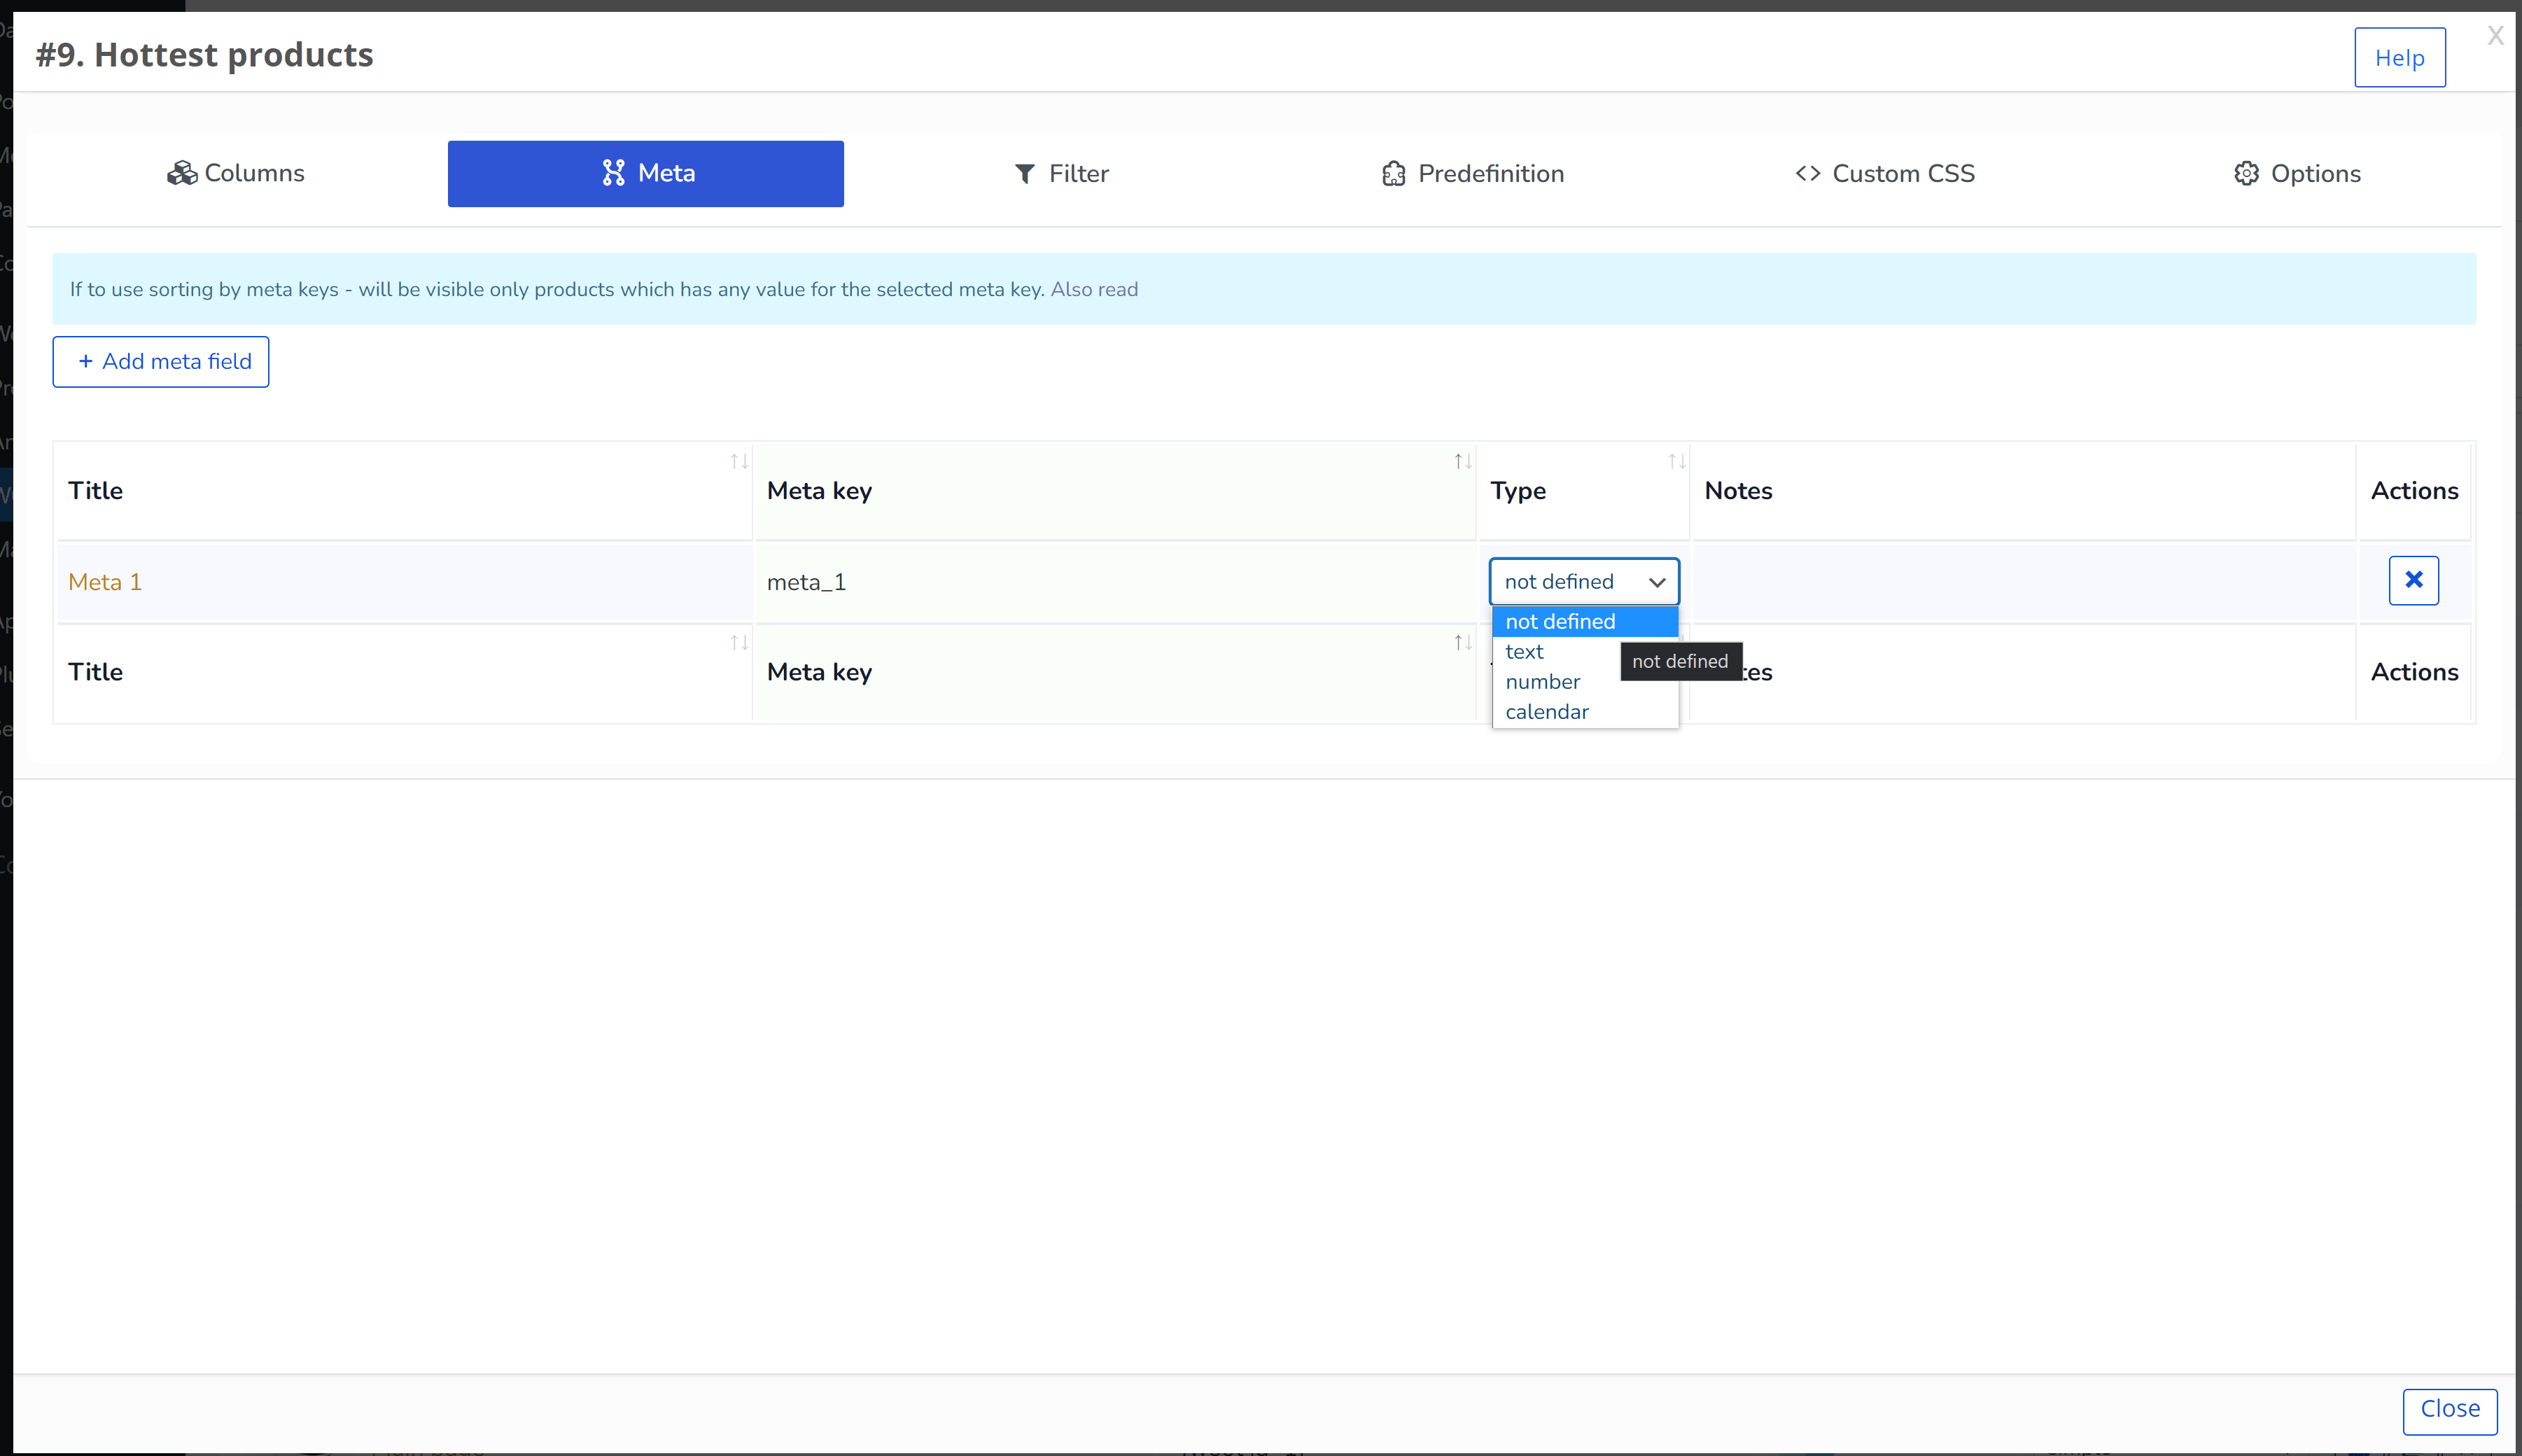 #9. Hottest products
Help
X
Columns
Meta
Filter
Predefinition
Custom CSS
Options
If to use sorting by meta keys - will be visible only products which has any value for the selected meta key. Also read
+ Add meta field
Title
Meta key
Type
Notes
Actions
Meta 1
meta_1
not defined
not defined
text
number
calendar
not defined
Title
Meta key
tes
Actions
Close